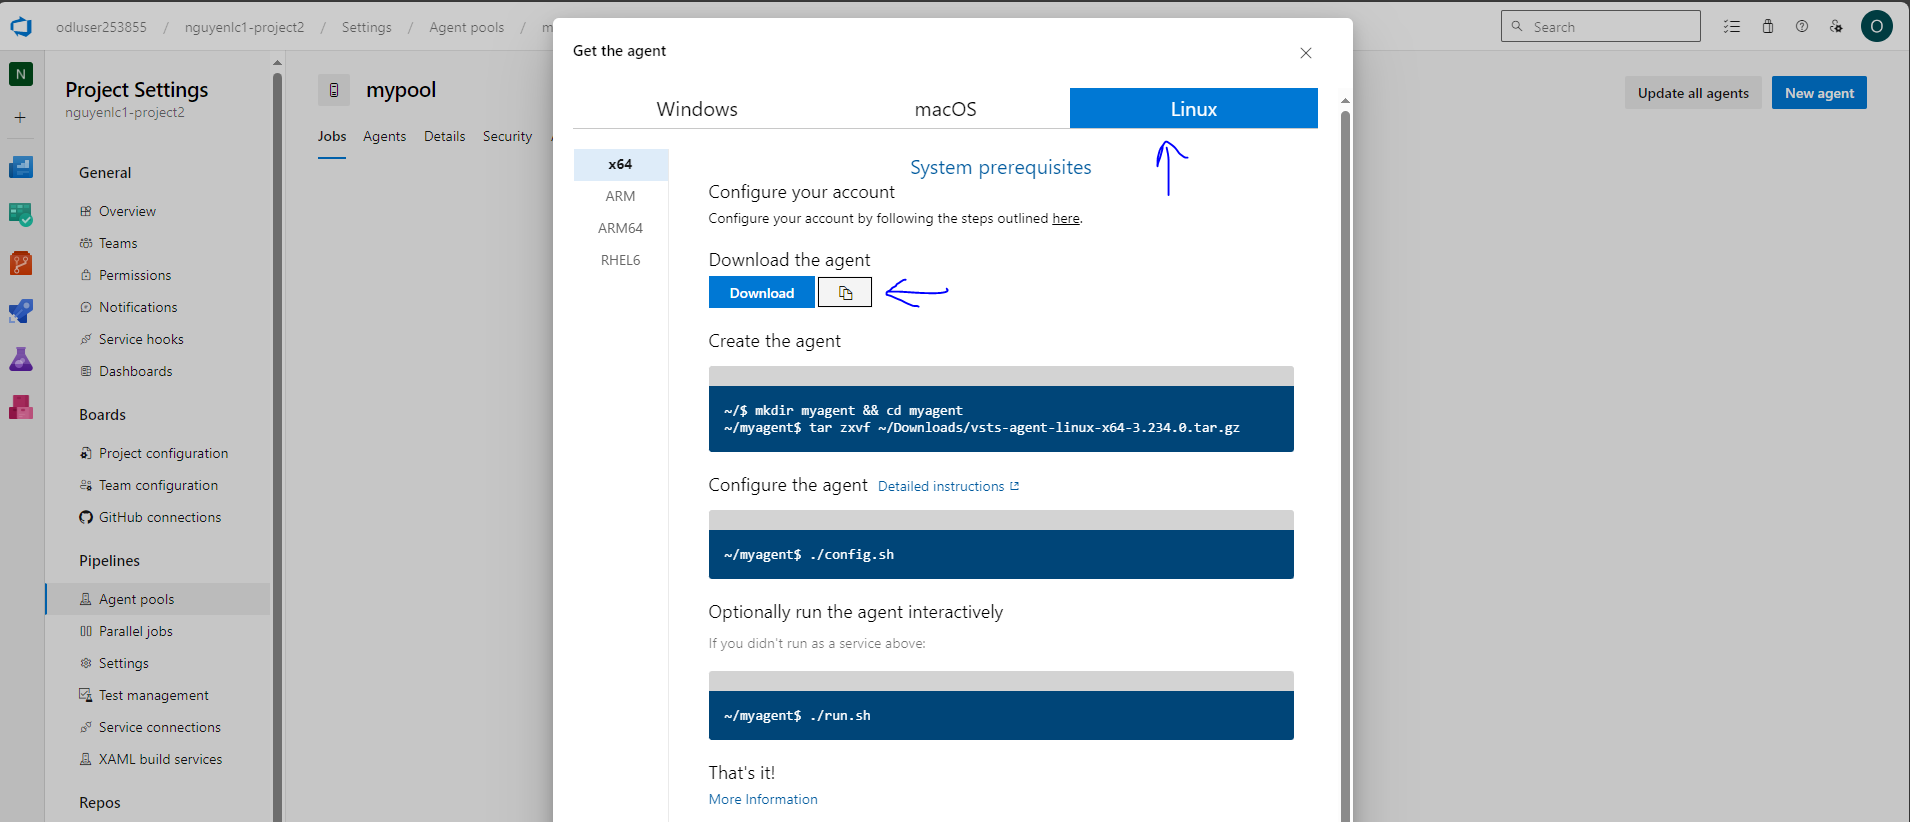 odluser253855 / nguyenlc1-project2 / Settings / Agent pools / m
Search
O
N
Project Settings
nguyenlc1-project2
General
Overview
Teams
Permissions
Notifications
Service hooks
Dashboards
Boards
Project configuration
Team configuration
GitHub connections
Pipelines
Agent pools
Parallel jobs
Settings
Test management
Service connections
XAML build services
Repos
mypool
Update all agents
New agent
Jobs Agents Details Security
Get the agent
Windows macOS Linux
x64
ARM
ARM64
RHEL6
System prerequisites
Configure your account
Configure your account by following the steps outlined here.
Download the agent
Download
Create the agent
~/$ mkdir myagent && cd myagent
~/myagent$ tar zxvf ~/Downloads/vsts-agent-linux-x64-3.234.0.tar.gz
Configure the agent Detailed instructions
~/myagent$ ./config.sh
Optionally run the agent interactively
If you didn't run as a service above:
~/myagent$ ./run.sh
That's it!
More Information